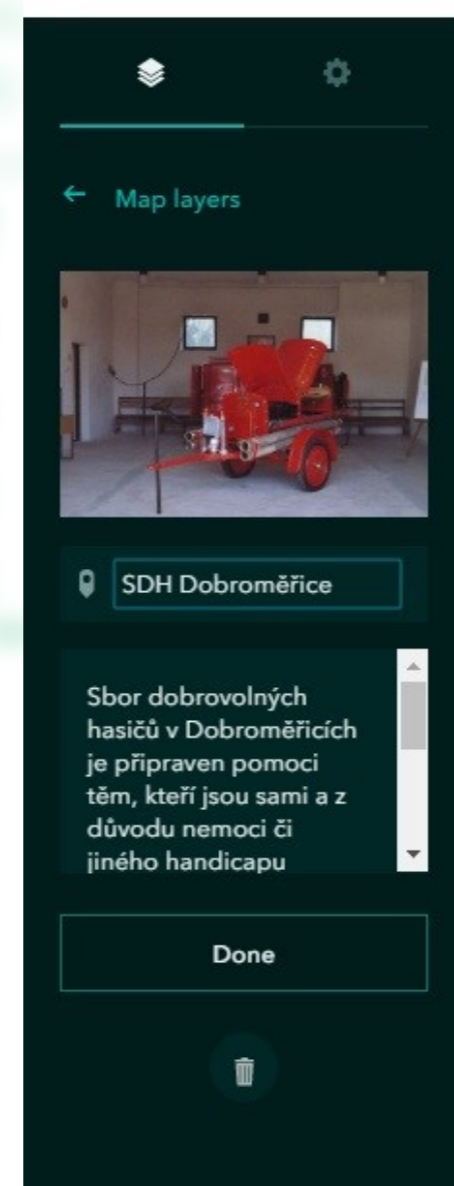 Map layers
SDH Dobroměřice
Sbor dobrovolných
hasičů v Dobroměřicích
je připraven pomoci
těm, kteří jsou sami a z
důvodu nemoci či
jiného handicapu
Done